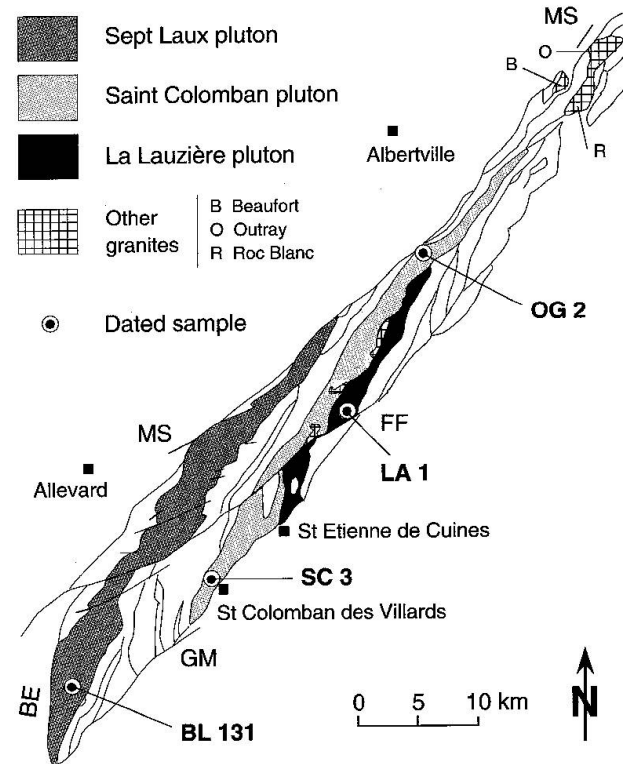 Sept Laux pluton
Saint Colomban pluton
La Lauzière pluton
Other
granites
B Beaufort
O Outray
R Roc Blanc
Dated sample
MS
O
B
R
Albertville
OG 2
MS
FF
LA 1
Allevard
St Etienne de Cuines
SC 3
St Colomban des Villards
GM
BE
BL 131
0 5 10 km
N